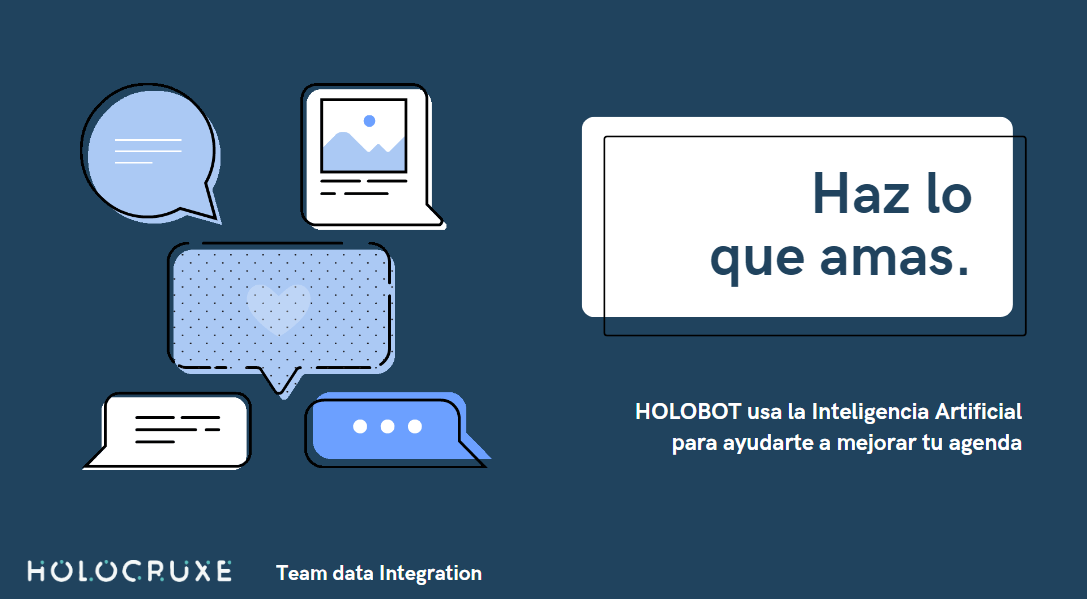 Haz lo
que amas.
HOLOBOT usa la Inteligencia Artificial
para ayudarte a mejorar tu agenda
HOLOCRUXE
Team data Integration